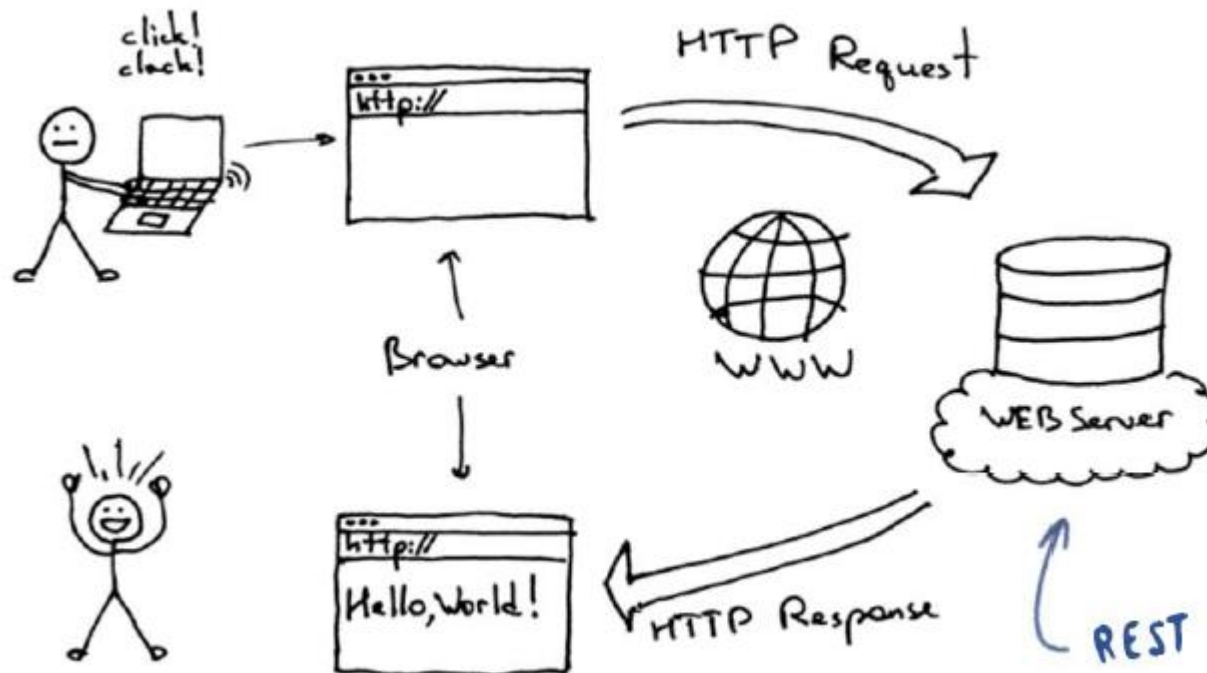 click!
clack!
http://
HTTP Request
WWW
Browser
WEB Server
http://
Hello, World!
HTTP Response
REST